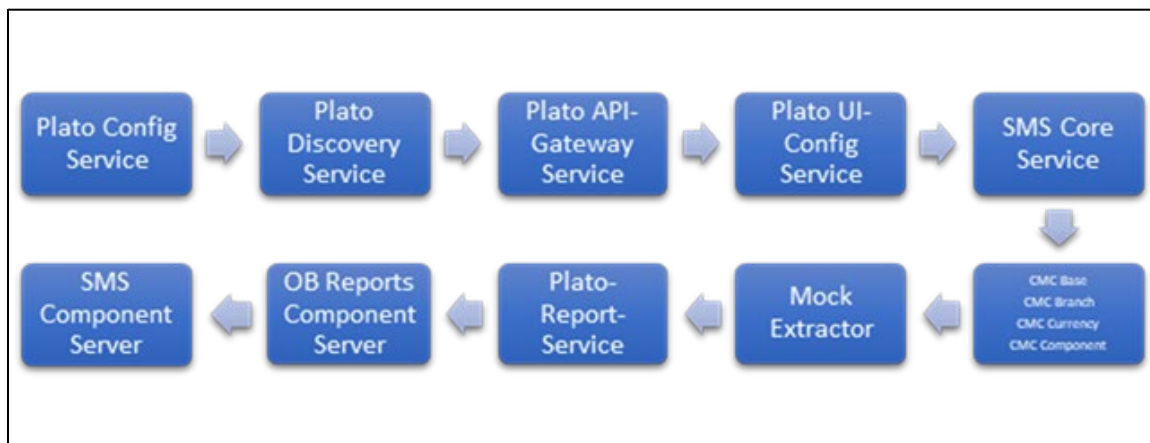 Plato Config
Service
Plato
Discovery
Service
Plato API-
Gateway
Service
Plato UI-
Config
Service
SMS Core
Service
CMC Base
CMC Branch
CMC Currency
CMC Component
Mock
Extractor
Plato-
Report-
Service
OB Reports
Component
Server
SMS
Component
Server